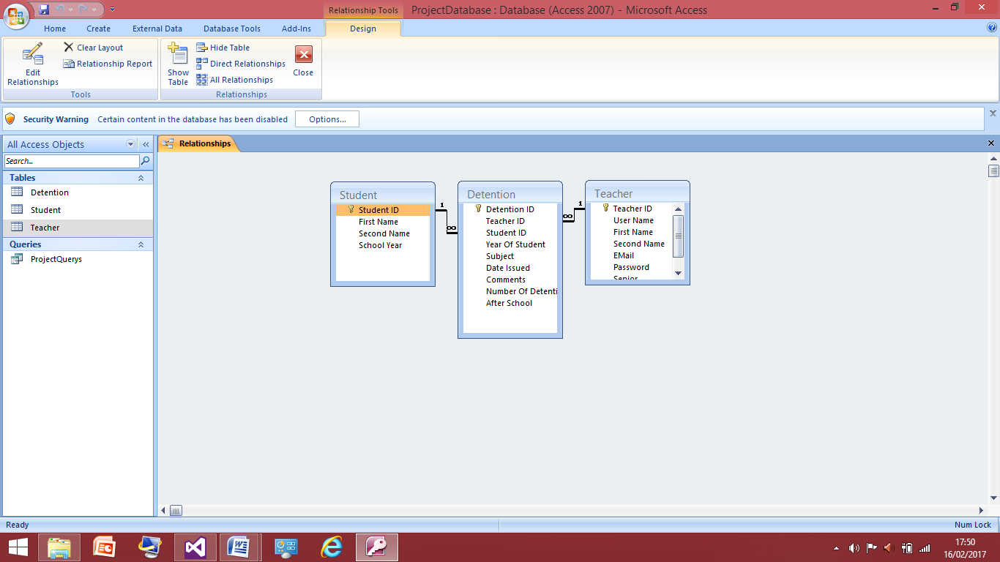 Relationship Tools
ProjectDatabase : Database (Access 2007) - Microsoft Access
Home Create External Data Database Tools Add-Ins Design
Edit Relationships
Clear Layout
Relationship Report
Tools
Show Table
Hide Table
Direct Relationships
All Relationships
Close
Relationships
Security Warning Certain content in the database has been disabled Options...
All Access Objects
Search...
Tables
Detention
Student
Teacher
Queries
ProjectQuerys
Relationships
Student
Student ID
First Name
Second Name
School Year
1
∞
Detention
Detention ID
Teacher ID
Student ID
Year Of Student
Subject
Date Issued
Comments
Number Of Detenti
After School
∞
1
Teacher
Teacher ID
User Name
First Name
Second Name
EMail
Password
Senior
Ready
Num Lock
17:50
16/02/2017